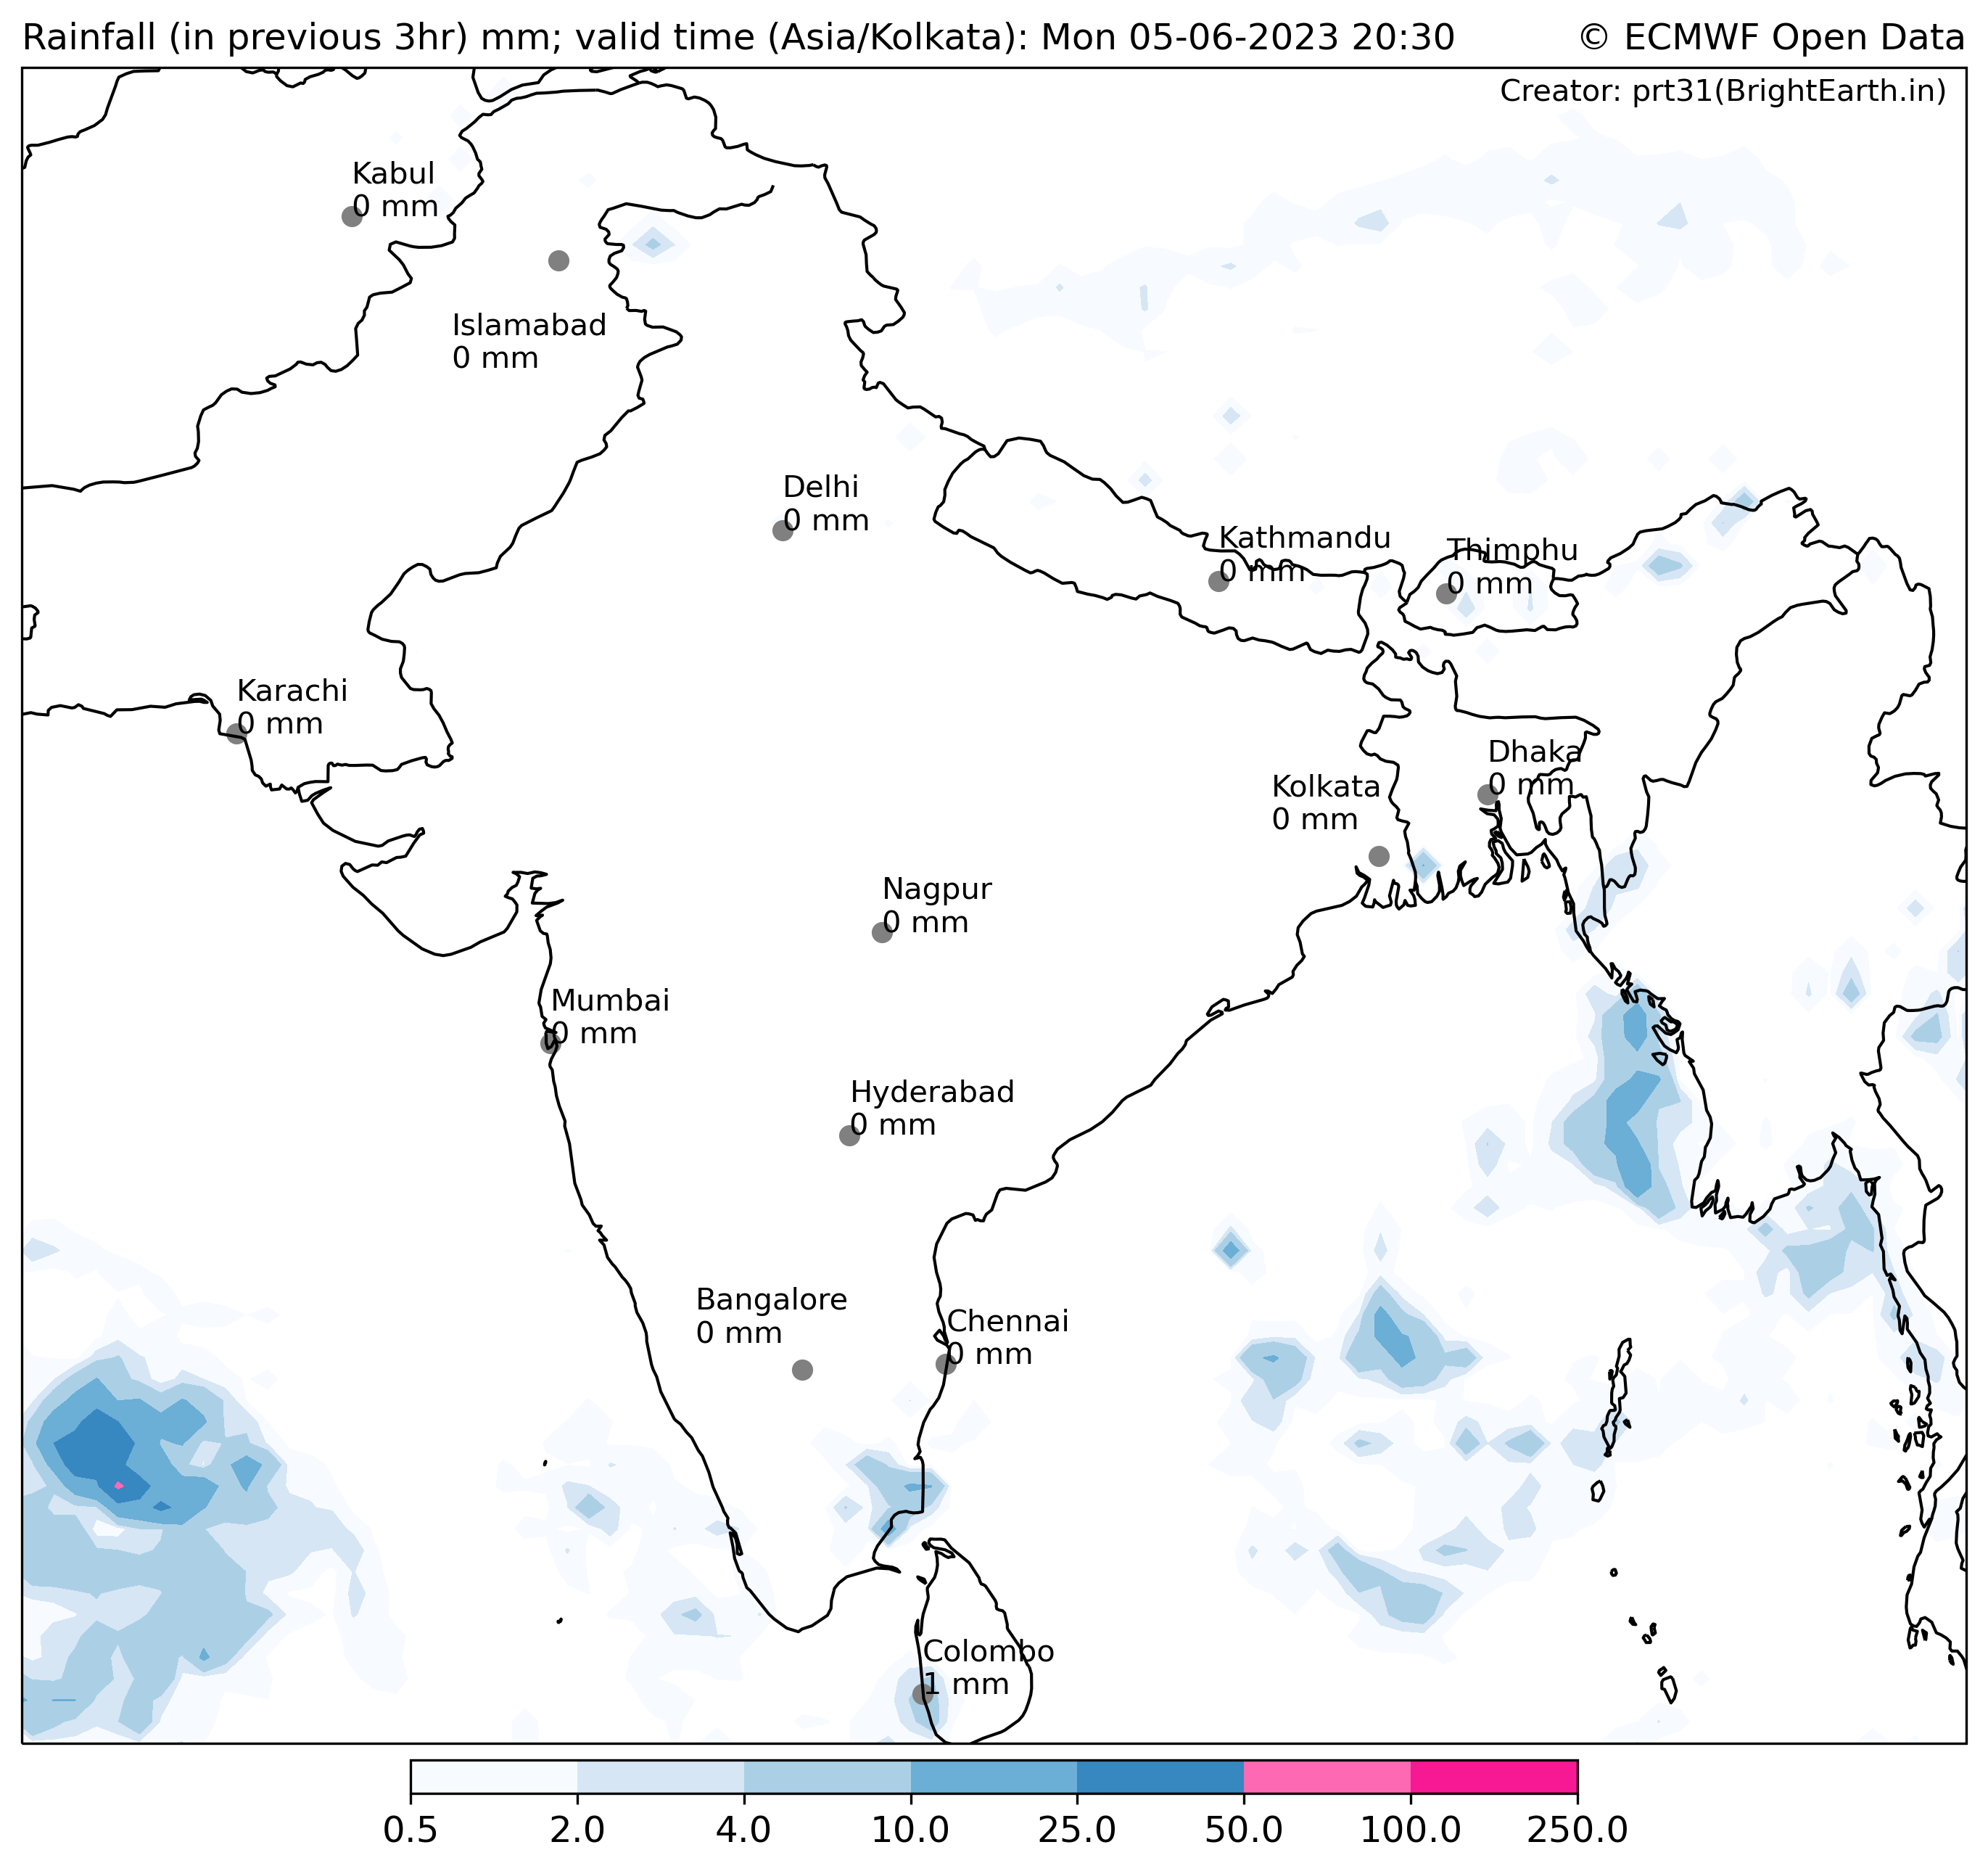 Rainfall (in previous 3hr) mm; valid time (Asia/Kolkata): Mon 05-06-2023 20:30
© ECMWF Open Data
Creator: prt31(BrightEarth.in)
Kabul
0 mm
Islamabad
0 mm
Delhi
0 mm
Kathmandu
0 mm
Thimphu
0 mm
Karachi
0 mm
Dhaka
0 mm
Kolkata
0 mm
Nagpur
0 mm
Mumbai
0 mm
Hyderabad
0 mm
Bangalore
0 mm
Chennai
0 mm
Colombo
1 mm
0.5
2.0
4.0
10.0
25.0
50.0
100.0
250.0